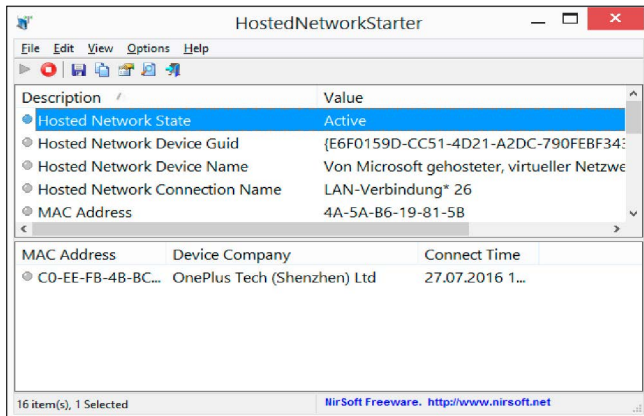 HostedNetworkStarter
File Edit View Options Help
Description / Value
Hosted Network State Active
Hosted Network Device Guid {E6F0159D-CC51-4D21-A2DC-790FEBF343
Hosted Network Device Name Von Microsoft gehosteter, virtueller Netzwe
Hosted Network Connection Name LAN-Verbindung* 26
MAC Address 4A-5A-B6-19-81-5B
MAC Address Device Company Connect Time
C0-EE-FB-4B-BC... OnePlus Tech (Shenzhen) Ltd 27.07.2016 1...
16 item(s), 1 Selected NirSoft Freeware. http://www.nirsoft.net